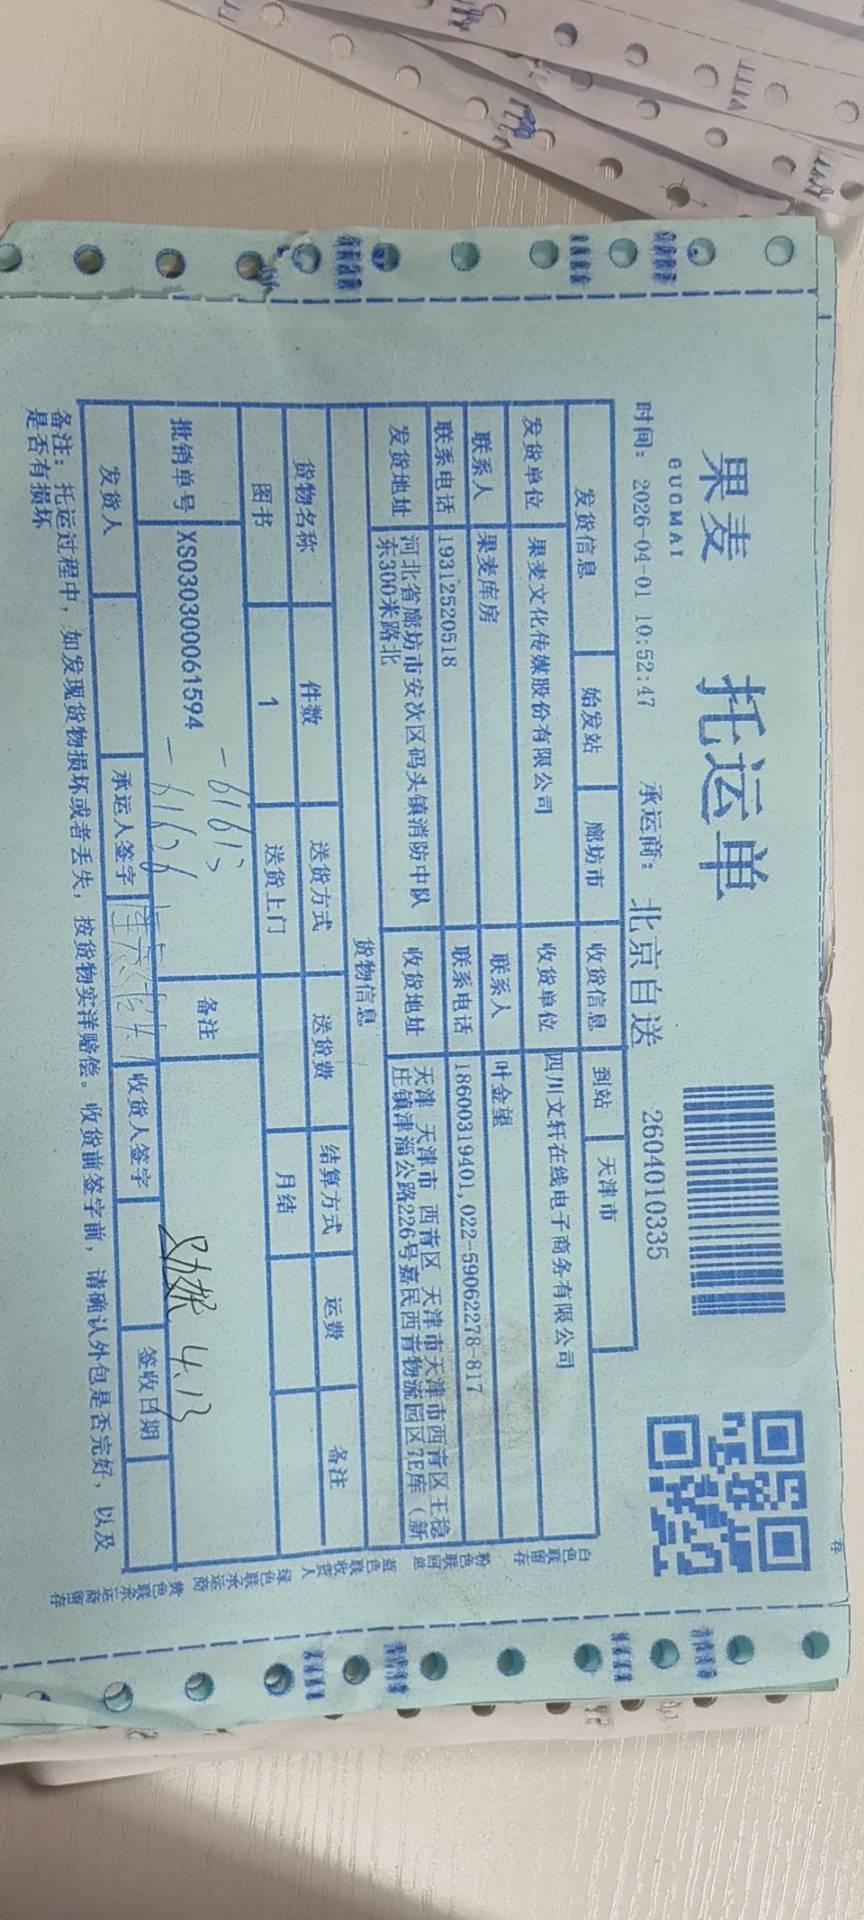 果麦
GUOMAI
托运单
2604010335
时间: 2026-04-01 10:52:47 承运商: 北京自送
发货信息 始发站 廊坊市 收货信息 到站 天津市
发货单位 果麦文化传媒股份有限公司 收货单位 四川文轩在线电子商务有限公司
联系人 果麦库房 联系人 叶金望
联系电话 19312520518 联系电话 18600319401,022-59062278-817
发货地址 河北省廊坊市安次区码头镇消防中队东300米路北 收货地址 天津 天津市 西青区 天津市天津市西青区王稳庄镇津淄公路226号嘉民西青物流园区7E库（新
货物信息
货物名称 件数 送货方式 送货费 结算方式 运费 备注
图书 1 送货上门 月结
批销单号 XS030300061594 备注
-61613
-61626
4.13
发货人 承运人签字 收货人签字 签收日期
备注: 托运过程中, 如发现货物损坏或者丢失, 按货物实洋赔偿。收货前签字前, 请确认外包是否完好, 以及
是否有损坏
白色联留存 粉色联回单 蓝色联收货人 绿色联承运商 黄色联承运商留存
存